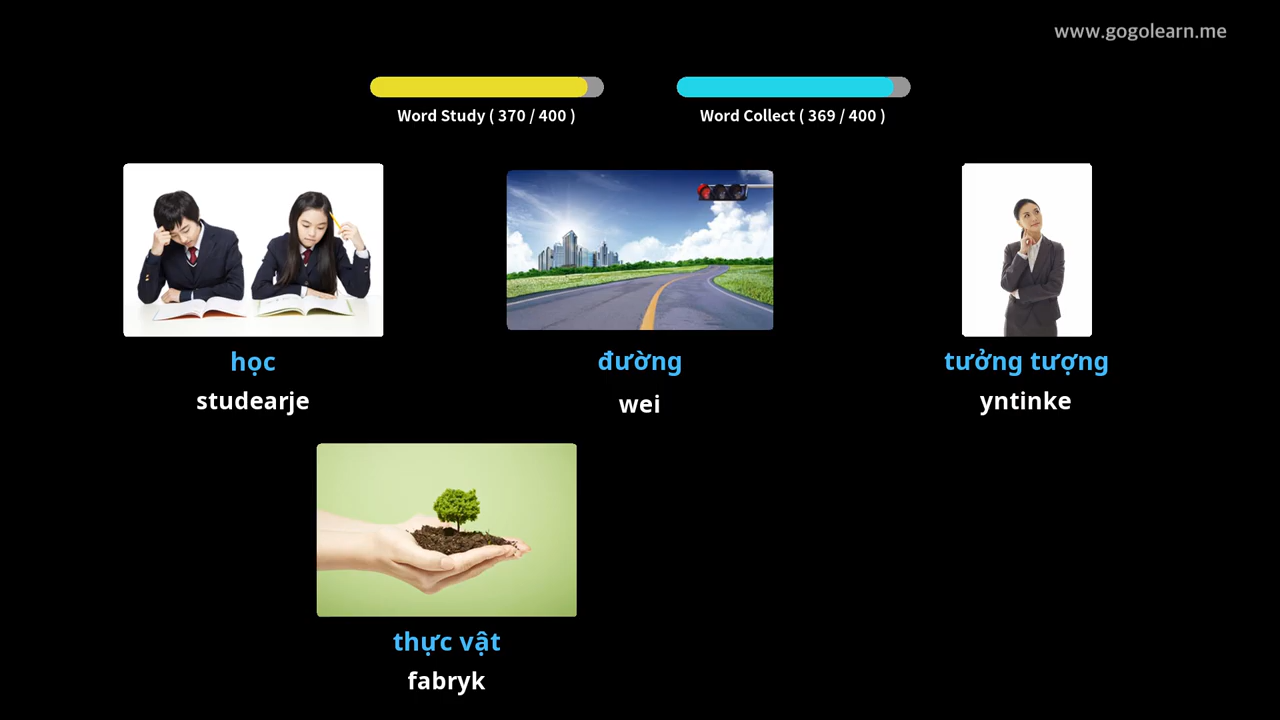 www.gogolearn.me
Word Study ( 370 / 400 )
Word Collect ( 369 / 400 )
học
đường
tưởng tượng
studearje
wei
yntinke
thực vật
fabryk